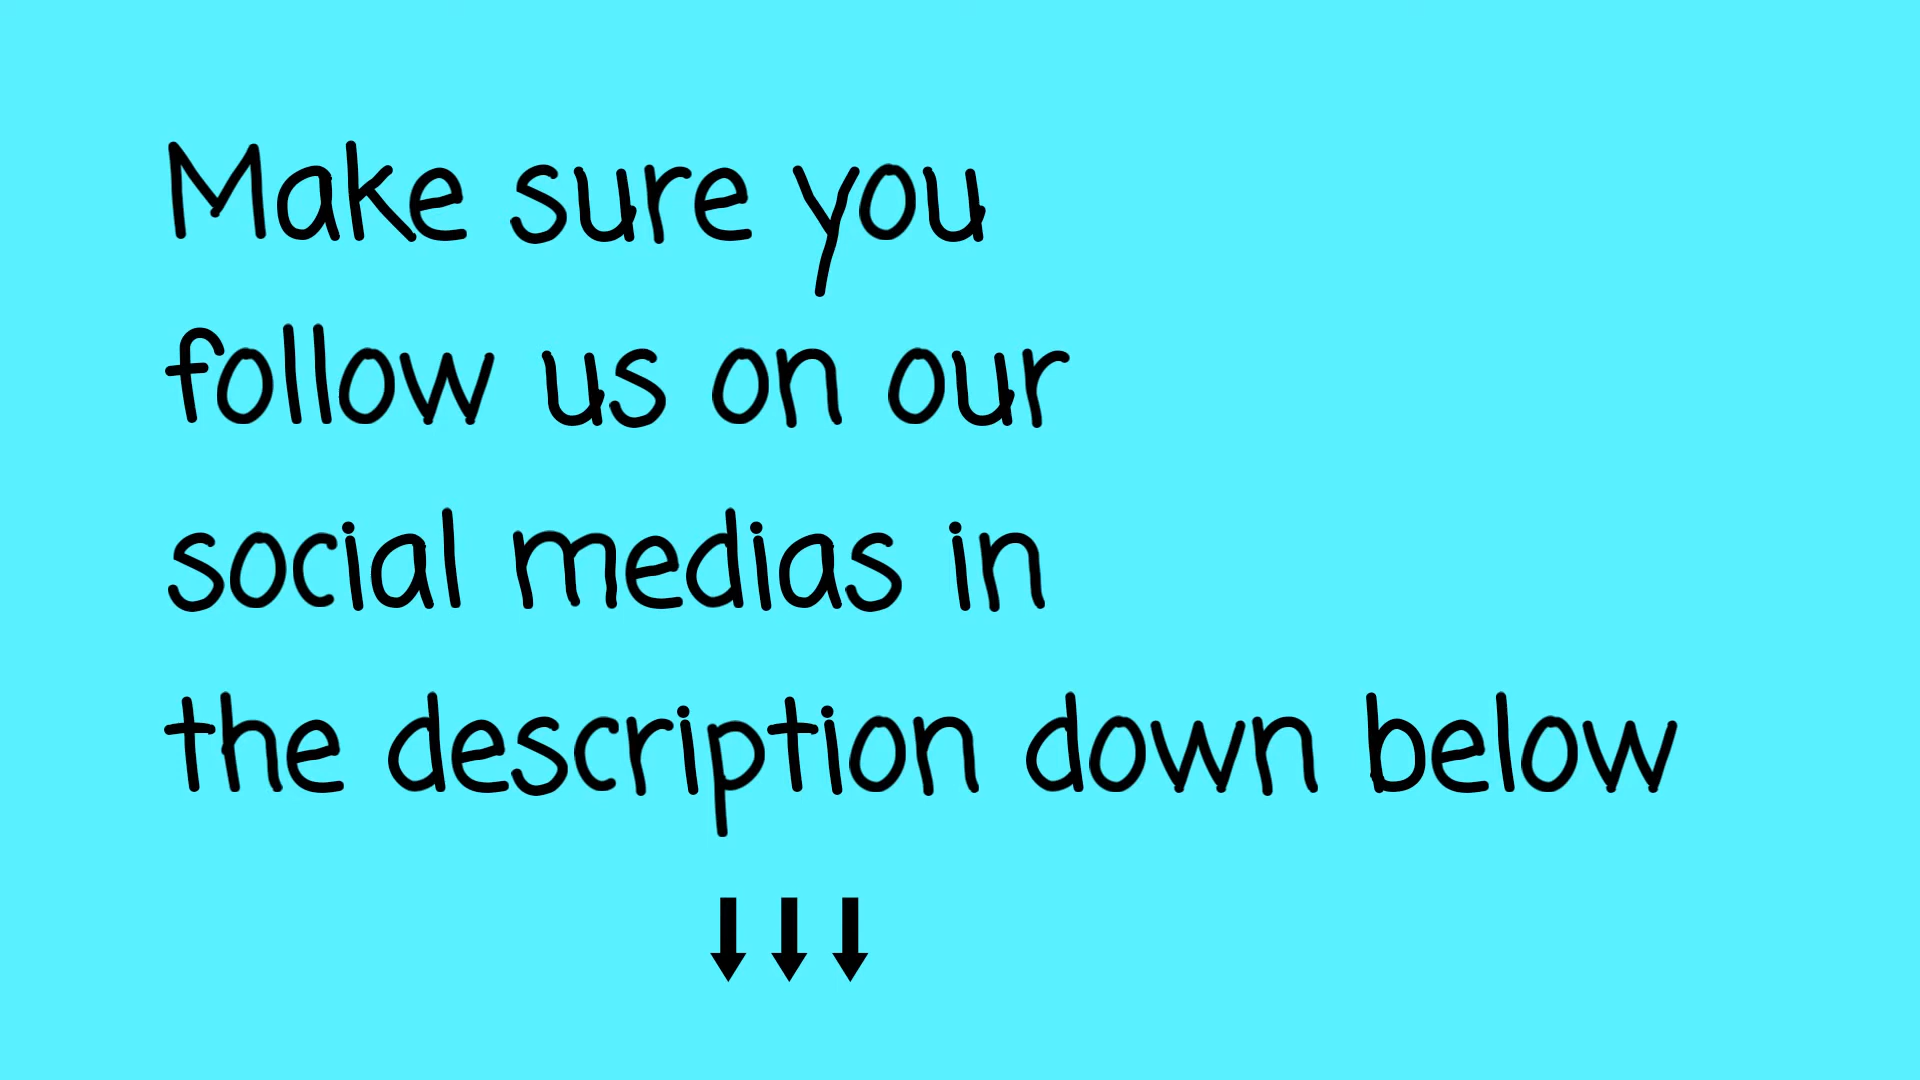 Make sure you
follow us on our
social medias in
the description down below